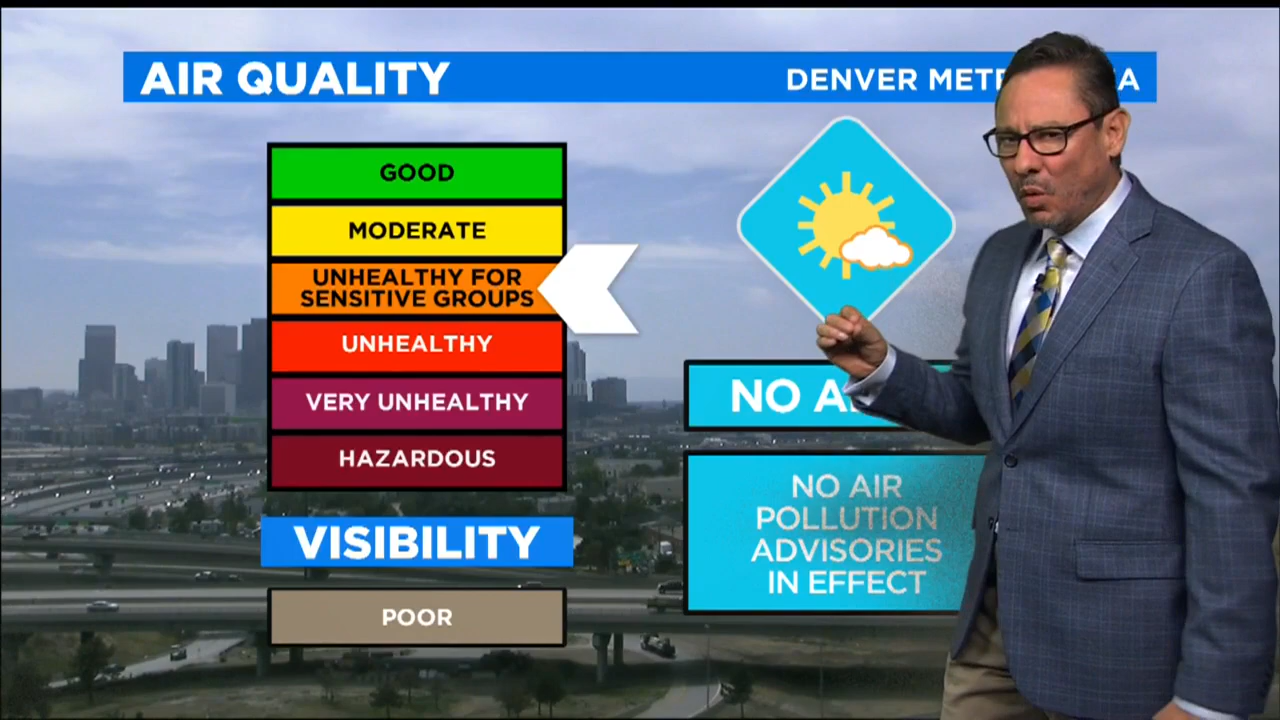 AIR QUALITY
DENVER
GOOD
MODERATE
UNHEALTHY FOR
SENSITIVE GROUPS
UNHEALTHY
VERY UNHEALTHY
HAZARDOUS
VISIBILITY
POOR
NO
NO AIR
POLLUTION
ADVISORIES
IN EFFECT